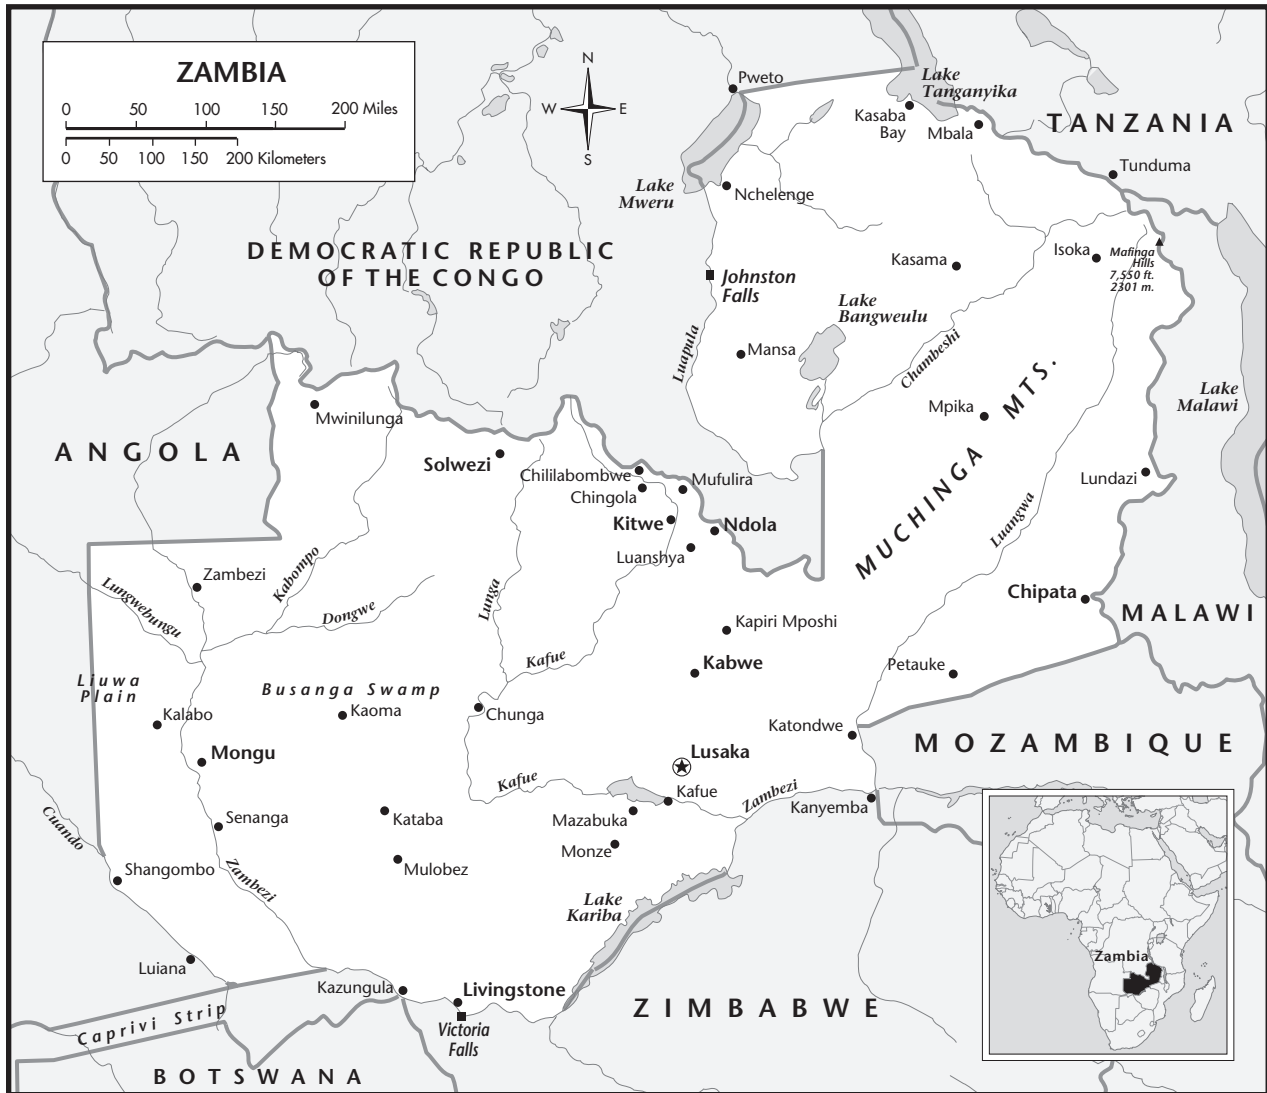 ZAMBIA
0 50 100 150 200 Miles
0 50 100 150 200 Kilometers
N
W E
S
Pweto
Lake
Tanganyika
Kasaba
Bay
Mbala
TANZANIA
Tunduma
Lake
Mweru
Nchelenge
DEMOCRATIC REPUBLIC
OF THE CONGO
Kasama
Isoka
Mafinga
Hills
7,550 ft.
2301 m.
Johnston
Falls
Lake
Bangweulu
Luapula
Mansa
Chambeshi
Lake
Malawi
Mwinilunga
Mpika
MUCHINGA MTS.
ANGOLA
Solwezi
Chililabombwe
Chingola
Mufulira
Lundazi
Kitwe
Ndola
Luangwa
Luanshya
Zambezi
Kabompo
Lungwebungu
Dongwe
Lunga
Chipata
MALAWI
Kapiri Mposhi
Kafue
Kabwe
Petauke
Liuwa
Plain
Busanga Swamp
Kalabo
Kaoma
Chunga
Katondwe
MOZAMBIQUE
Mongu
Lusaka
Kafue
Kafue
Zambezi
Kanyemba
Cuando
Senanga
Kataba
Mazabuka
Monze
Shangombo
Zambezi
Mulobez
Lake
Kariba
Zambia
Luiana
Kazungula
Livingstone
ZIMBABWE
Caprivi Strip
Victoria
Falls
BOTSWANA